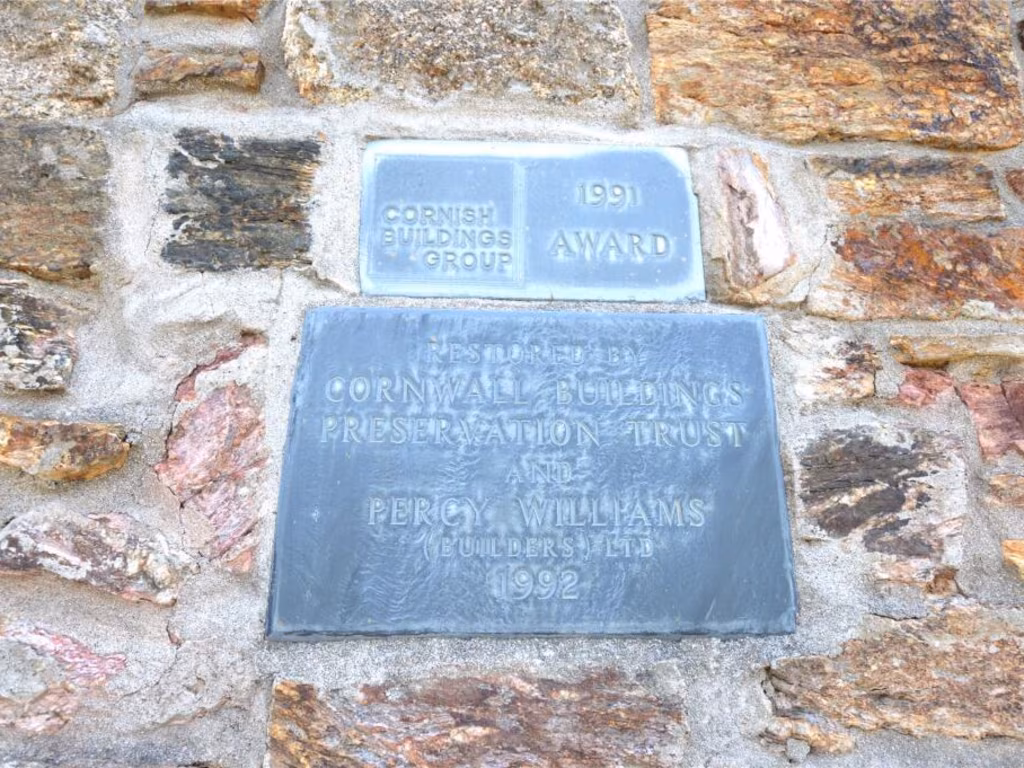 CORNISH
BUILDINGS
GROUP
1991
AWARD
RESTORED BY
CORNWALL BUILDINGS
PRESERVATION TRUST
AND
PERCY WILLIAMS
(BUILDERS) LTD
1992